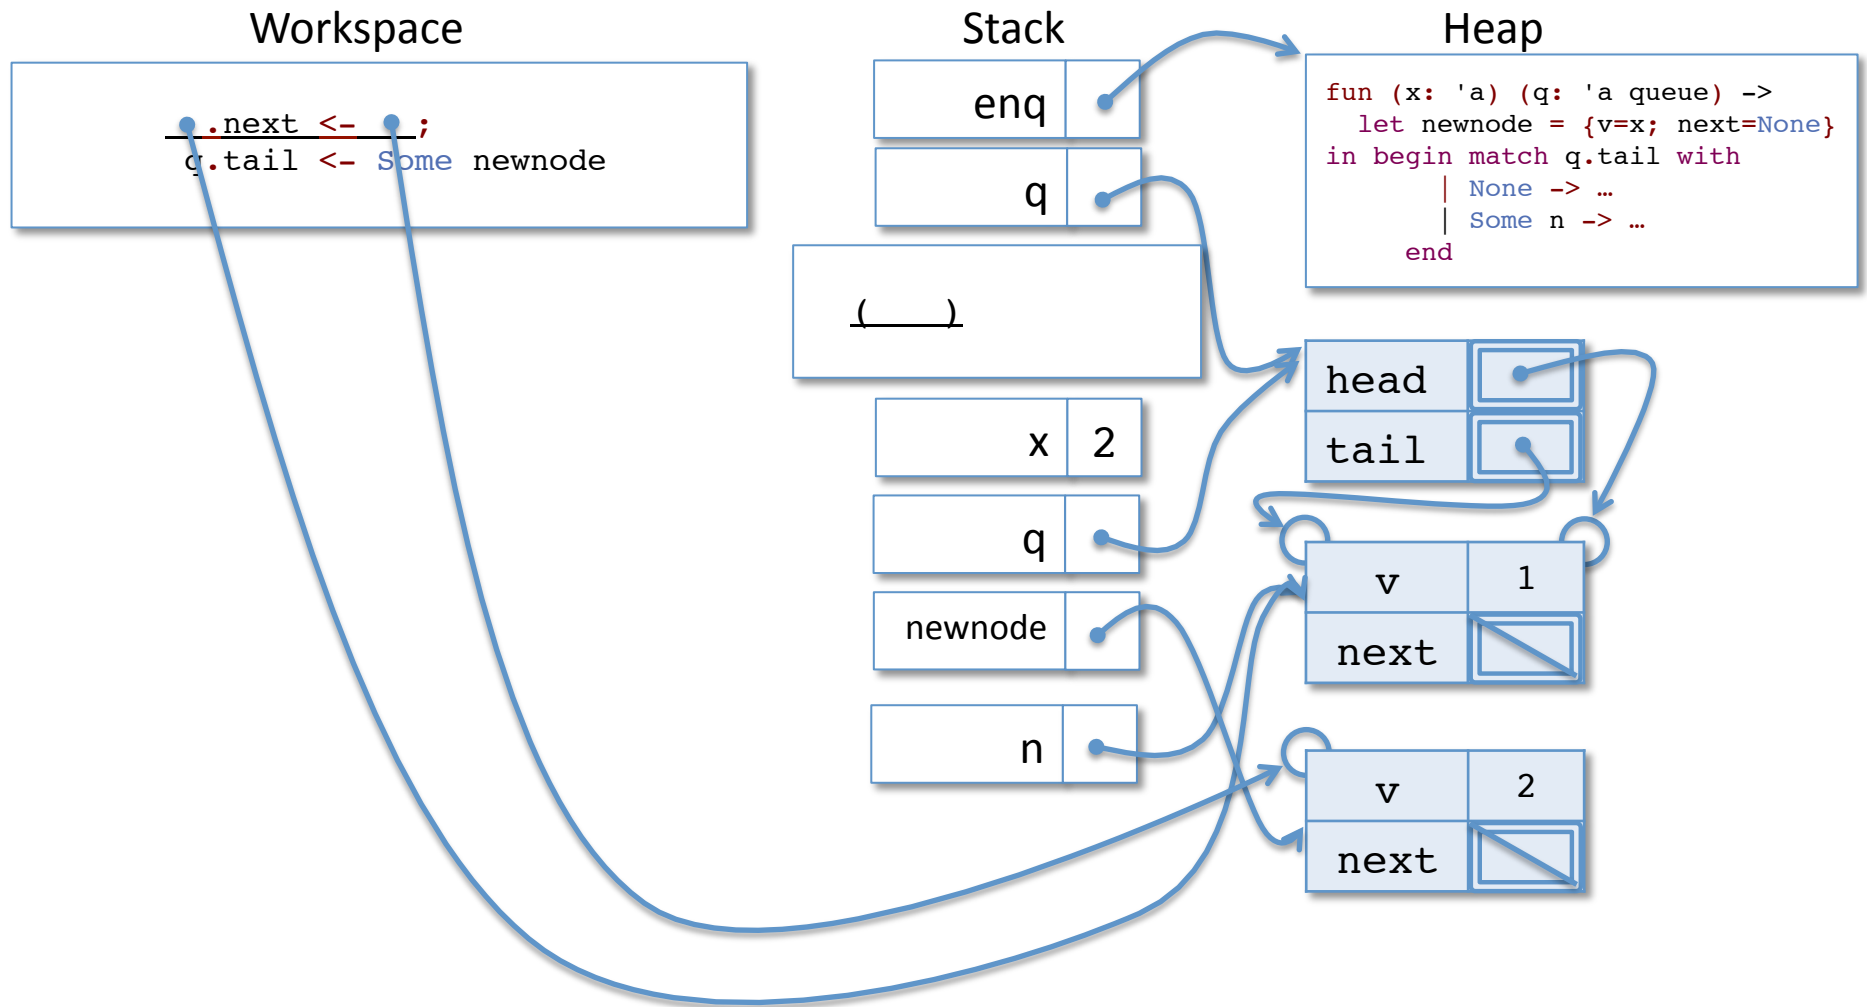 Workspace
Stack
Heap
.next <- ;
q.tail <- Some newnode
enq
q
(    )
x 2
q
newnode
n
fun (x: 'a) (q: 'a queue) ->
let newnode = {v=x; next=None}
in begin match q.tail with
| None -> …
| Some n -> …
end
head
tail
v 1
next
v 2
next